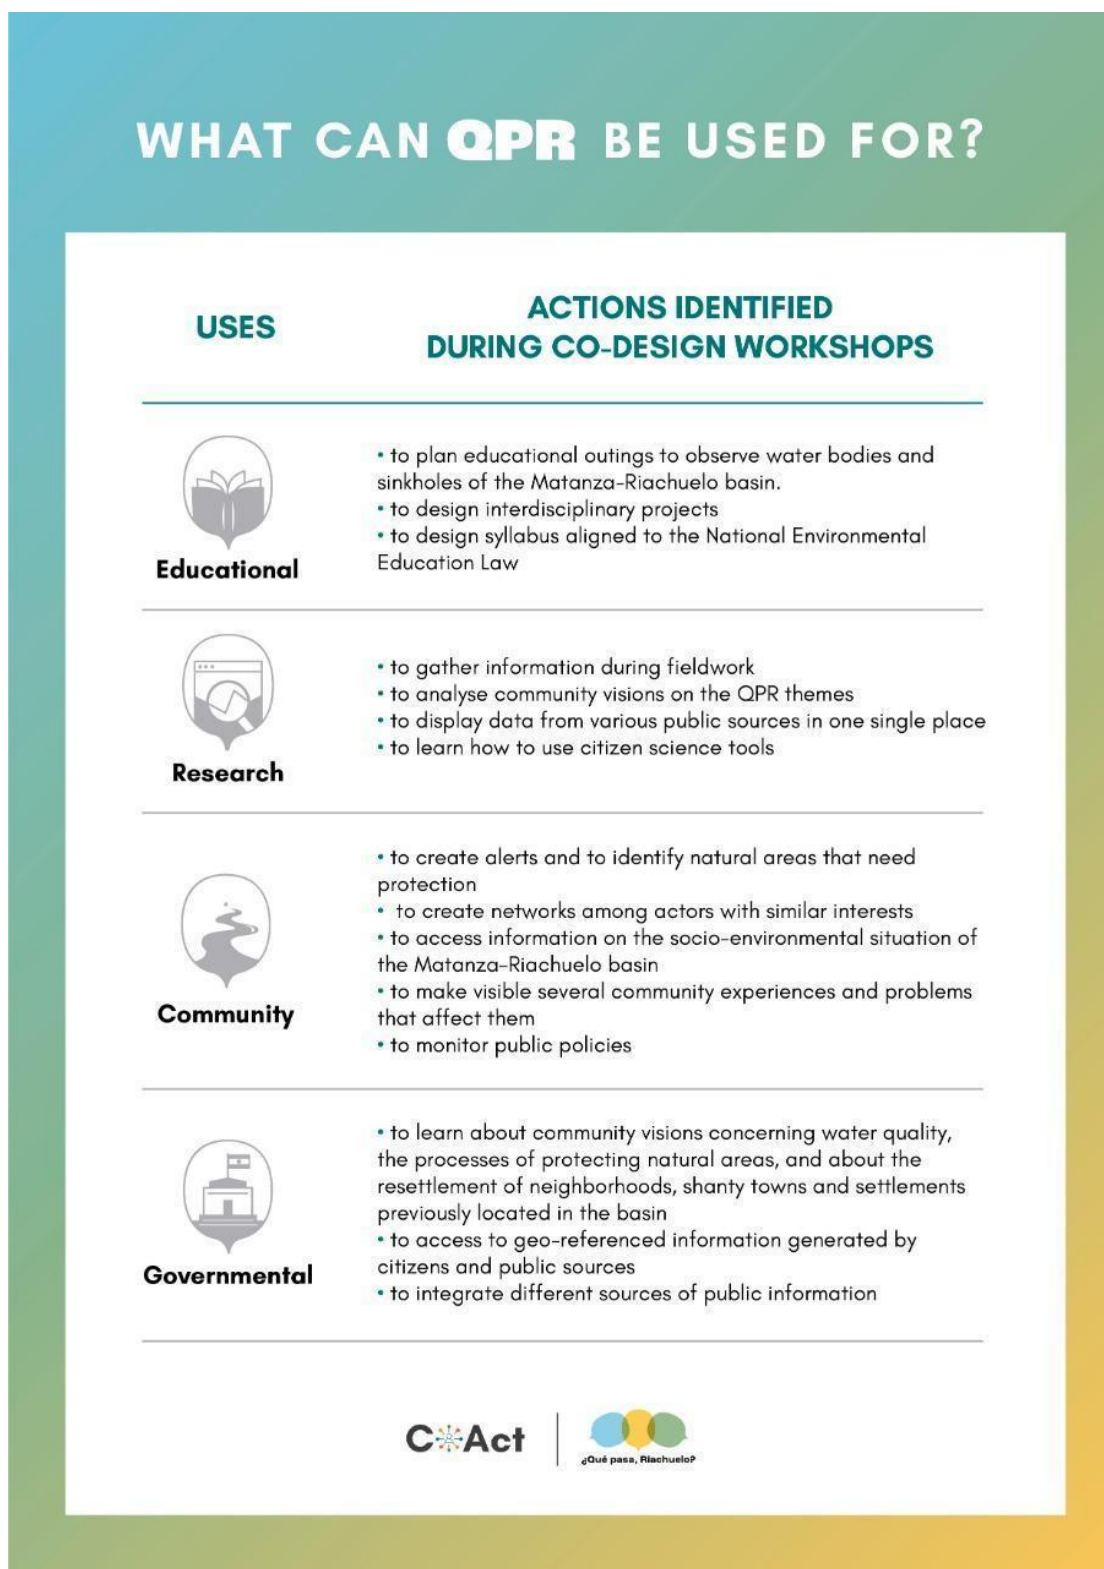 WHAT CAN QPR BE USED FOR?
USES
ACTIONS IDENTIFIED
DURING CO-DESIGN WORKSHOPS
Educational
• to plan educational outings to observe water bodies and
sinkholes of the Matanza-Riachuelo basin.
• to design interdisciplinary projects
• to design syllabus aligned to the National Environmental
Education Law
Research
• to gather information during fieldwork
• to analyse community visions on the QPR themes
• to display data from various public sources in one single place
• to learn how to use citizen science tools
Community
• to create alerts and to identify natural areas that need
protection
• to create networks among actors with similar interests
• to access information on the socio-environmental situation of
the Matanza-Riachuelo basin
• to make visible several community experiences and problems
that affect them
• to monitor public policies
Governmental
• to learn about community visions concerning water quality,
the processes of protecting natural areas, and about the
resettlement of neighborhoods, shanty towns and settlements
previously located in the basin
• to access to geo-referenced information generated by
citizens and public sources
• to integrate different sources of public information
CoAct
¿Qué pasa, Riachuelo?